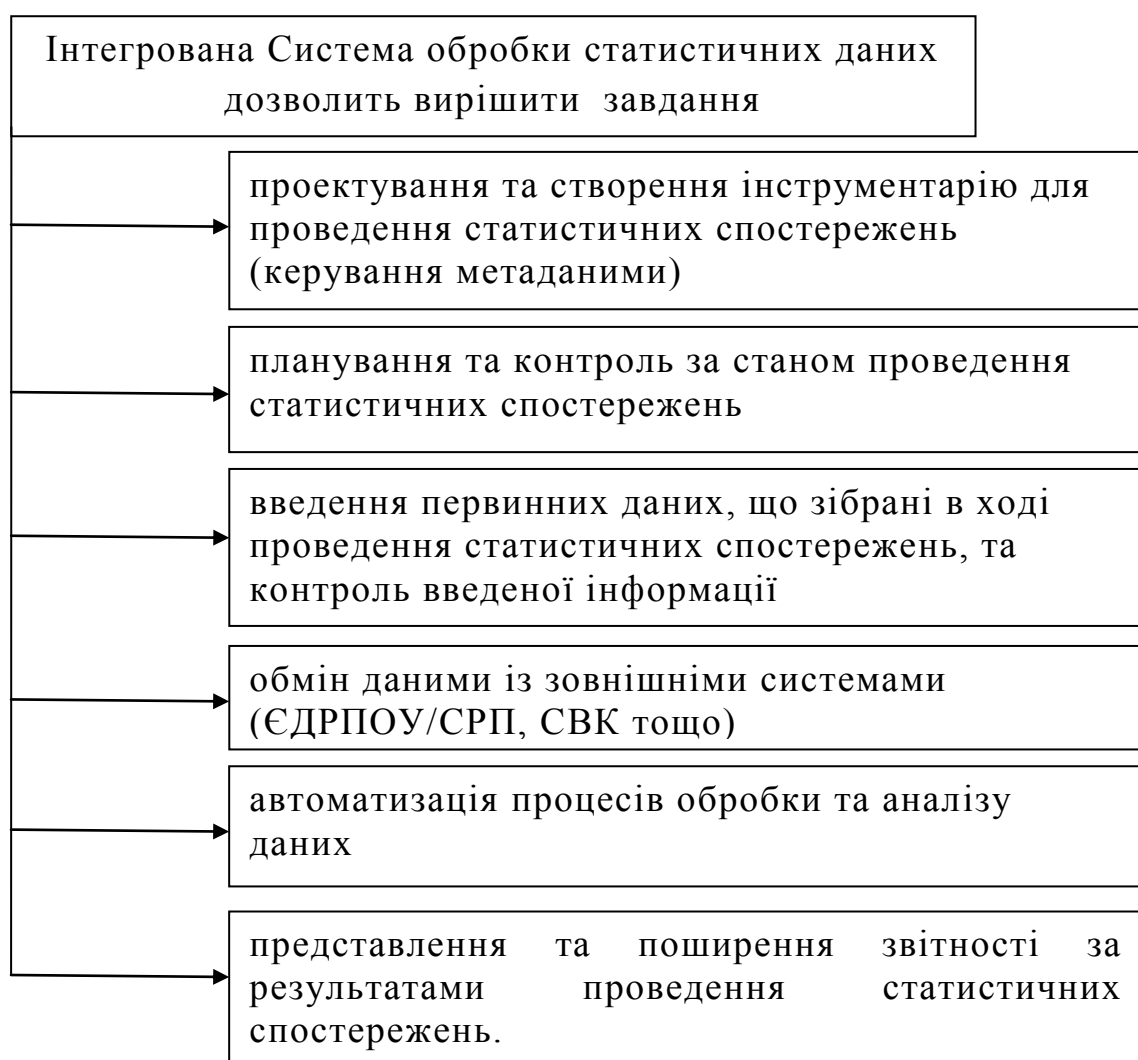 Інтегрована Система обробки статистичних даних
дозволить вирішити завдання
проектування та створення інструментарію для
проведення статистичних спостережень
(керування метаданими)
планування та контроль за станом проведення
статистичних спостережень
введення первинних даних, що зібрані в ході
проведення статистичних спостережень, та
контроль введеної інформації
обмін даними із зовнішніми системами
(ЄДРПОУ/СРП, СВК тощо)
автоматизація процесів обробки та аналізу
даних
представлення та поширення звітності за
результатами проведення статистичних
спостережень.